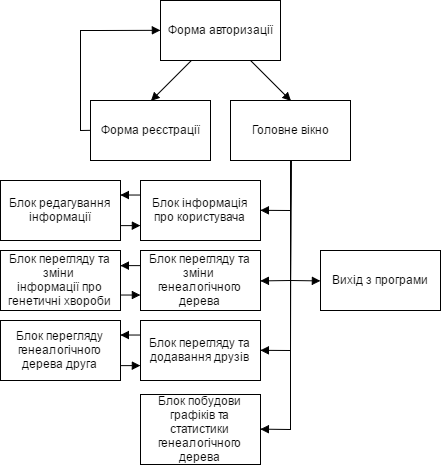 Форма авторизації
Форма реєстрації
Головне вікно
Блок редагування
інформації
Блок інформація
про користувача
Блок перегляду та
зміни
інформації про
генетичні хвороби
Блок перегляду та
зміни
генеалогічного
дерева
Вихід з програми
Блок перегляду
генеалогічного
дерева друга
Блок перегляду та
додавання друзів
Блок побудови
графіків та
статистики
генеалогічного
дерева